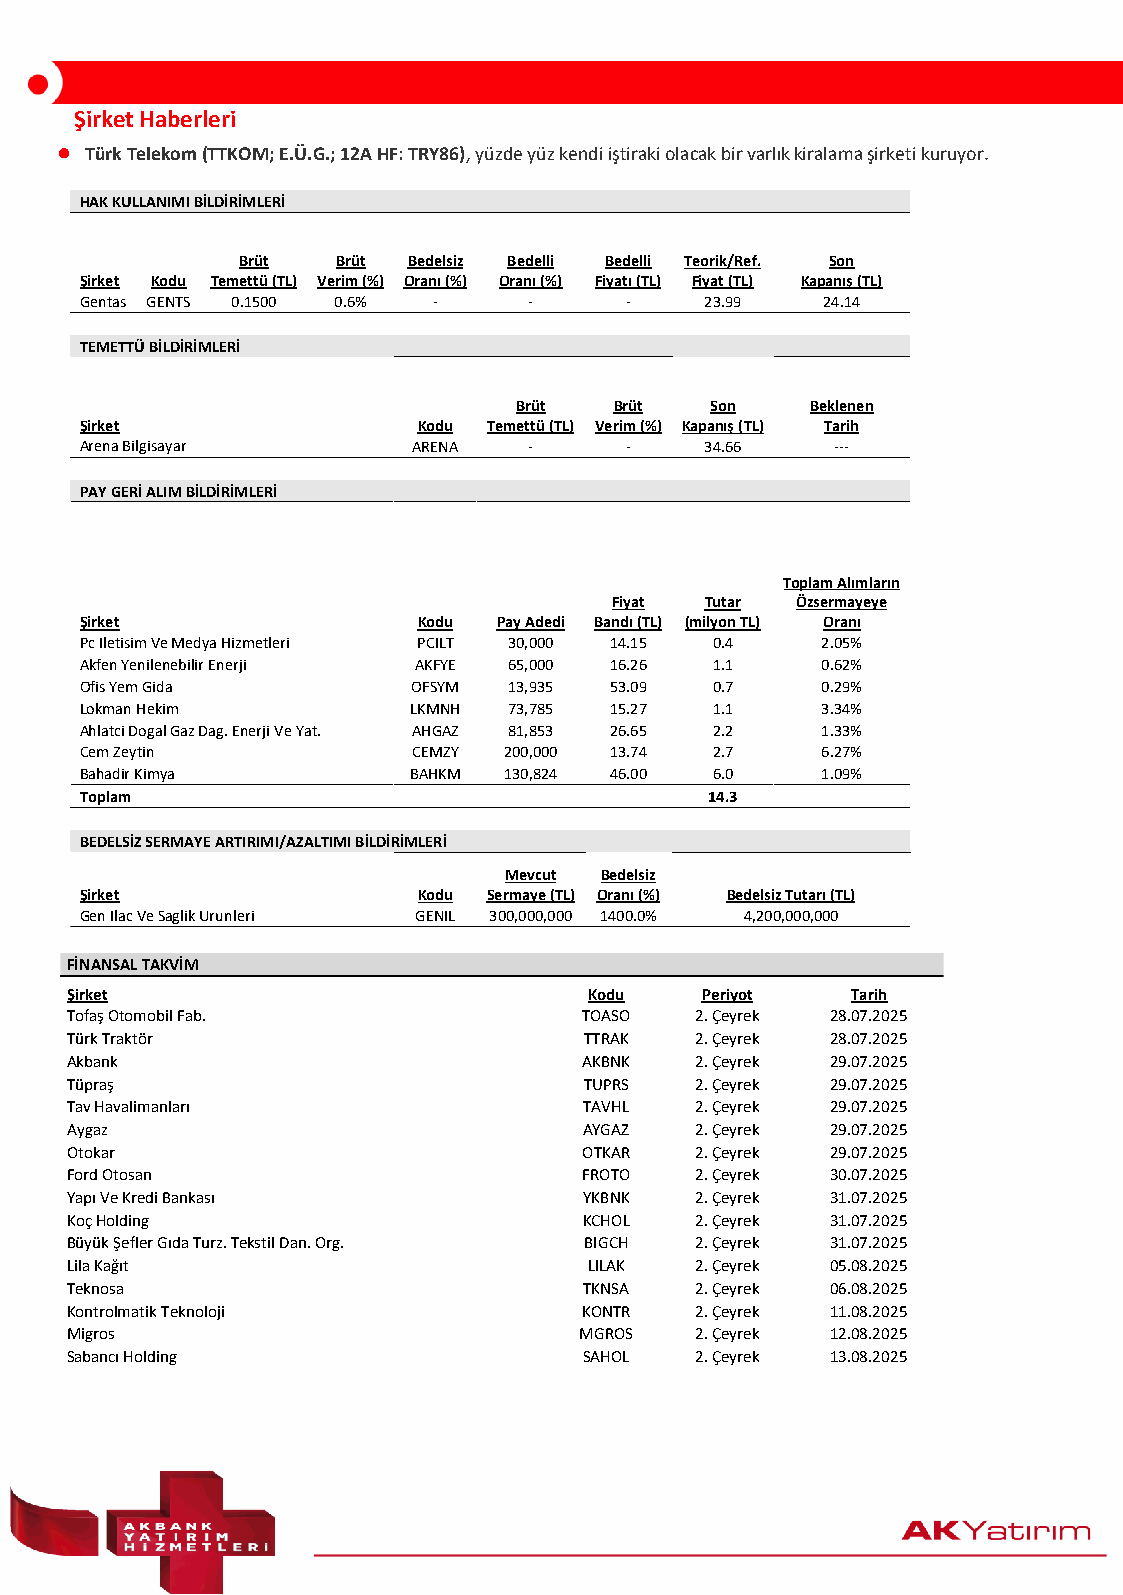 Şirket Haberleri
● Türk Telekom (TTKOM; E.Ü.G.; 12A HF: TRY86), yüzde yüz kendi iştiraki olacak bir varlık kiralama şirketi kuruyor.
HAK KULLANIMI BİLDİRİMLERİ
Brüt Brüt Bedelsiz Bedelli Bedelli Teorik/Ref. Son
Şirket Kodu Temettü (TL) Verim (%) Oranı (%) Oranı (%) Fiyatı (TL) Fiyat (TL) Kapanış (TL)
Gentas GENTS 0.1500 0.6% - - - 23.99 24.14
TEMETTÜ BİLDİRİMLERİ
Brüt Brüt Son Beklenen
Şirket Kodu Temettü (TL) Verim (%) Kapanış (TL) Tarih
Arena Bilgisayar ARENA - - 34.66 ---
PAY GERİ ALIM BİLDİRİMLERİ
Toplam Alımların
Fiyat Tutar Özsermayeye
Şirket Kodu Pay Adedi Bandı (TL) (milyon TL) Oranı
Pc Iletisim Ve Medya Hizmetleri PCILT 30,000 14.15 0.4 2.05%
Akfen Yenilenebilir Enerji AKFYE 65,000 16.26 1.1 0.62%
Ofis Yem Gida OFSYM 13,935 53.09 0.7 0.29%
Lokman Hekim LKMNH 73,785 15.27 1.1 3.34%
Ahlatci Dogal Gaz Dag. Enerji Ve Yat. AHGAZ 81,853 26.65 2.2 1.33%
Cem Zeytin CEMZY 200,000 13.74 2.7 6.27%
Bahadir Kimya BAHKM 130,824 46.00 6.0 1.09%
Toplam 14.3
BEDELSİZ SERMAYE ARTIRIMI/AZALTIMI BİLDİRİMLERİ
Mevcut Bedelsiz
Şirket Kodu Sermaye (TL) Oranı (%) Bedelsiz Tutarı (TL)
Gen Ilac Ve Saglik Urunleri GENIL 300,000,000 1400.0% 4,200,000,000
FİNANSAL TAKVİM
Şirket Kodu Periyot Tarih
Tofaş Otomobil Fab. TOASO 2. Çeyrek 28.07.2025
Türk Traktör TTRAK 2. Çeyrek 28.07.2025
Akbank AKBNK 2. Çeyrek 29.07.2025
Tüpraş TUPRS 2. Çeyrek 29.07.2025
Tav Havalimanları TAVHL 2. Çeyrek 29.07.2025
Aygaz AYGAZ 2. Çeyrek 29.07.2025
Otokar OTKAR 2. Çeyrek 29.07.2025
Ford Otosan FROTO 2. Çeyrek 30.07.2025
Yapı Ve Kredi Bankası YKBNK 2. Çeyrek 31.07.2025
Koç Holding KCHOL 2. Çeyrek 31.07.2025
Büyük Şefler Gıda Turz. Tekstil Dan. Org. BIGCH 2. Çeyrek 31.07.2025
Lila Kağıt LILAK 2. Çeyrek 05.08.2025
Teknosa TKNSA 2. Çeyrek 06.08.2025
Kontrolmatik Teknoloji KONTR 2. Çeyrek 11.08.2025
Migros MGROS 2. Çeyrek 12.08.2025
Sabancı Holding SAHOL 2. Çeyrek 13.08.2025
AKBANK
YATIRIM
HİZMETLERİ
AKYatırım